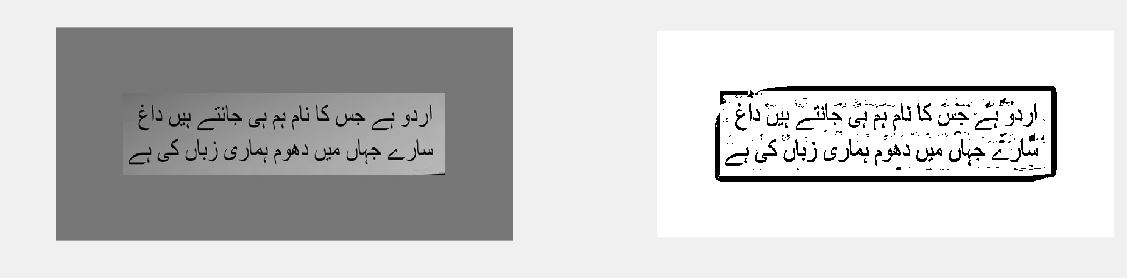 اردو ہے جس کا نام ہم ہی جانتے ہیں داغ
سارے جہاں میں دھوم ہماری زباں کی ہے
اردو ہے جس کا نام ہم ہی جانتے ہیں داغ
سارے جہاں میں دھوم ہماری زباں کی ہے